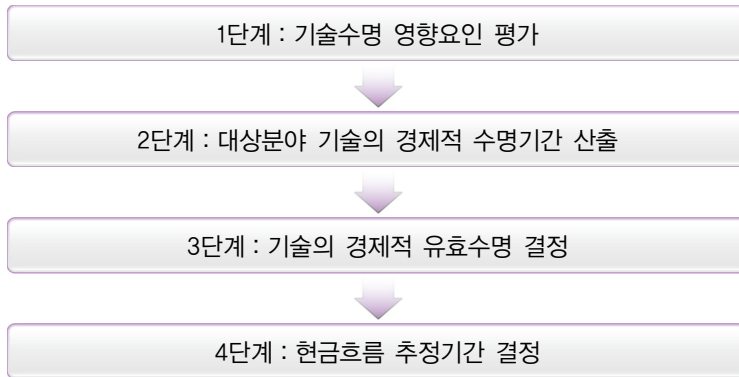 1단계 : 기술수명 영향요인 평가
2단계 : 대상분야 기술의 경제적 수명기간 산출
3단계 : 기술의 경제적 유효수명 결정
4단계 : 현금흐름 추정기간 결정